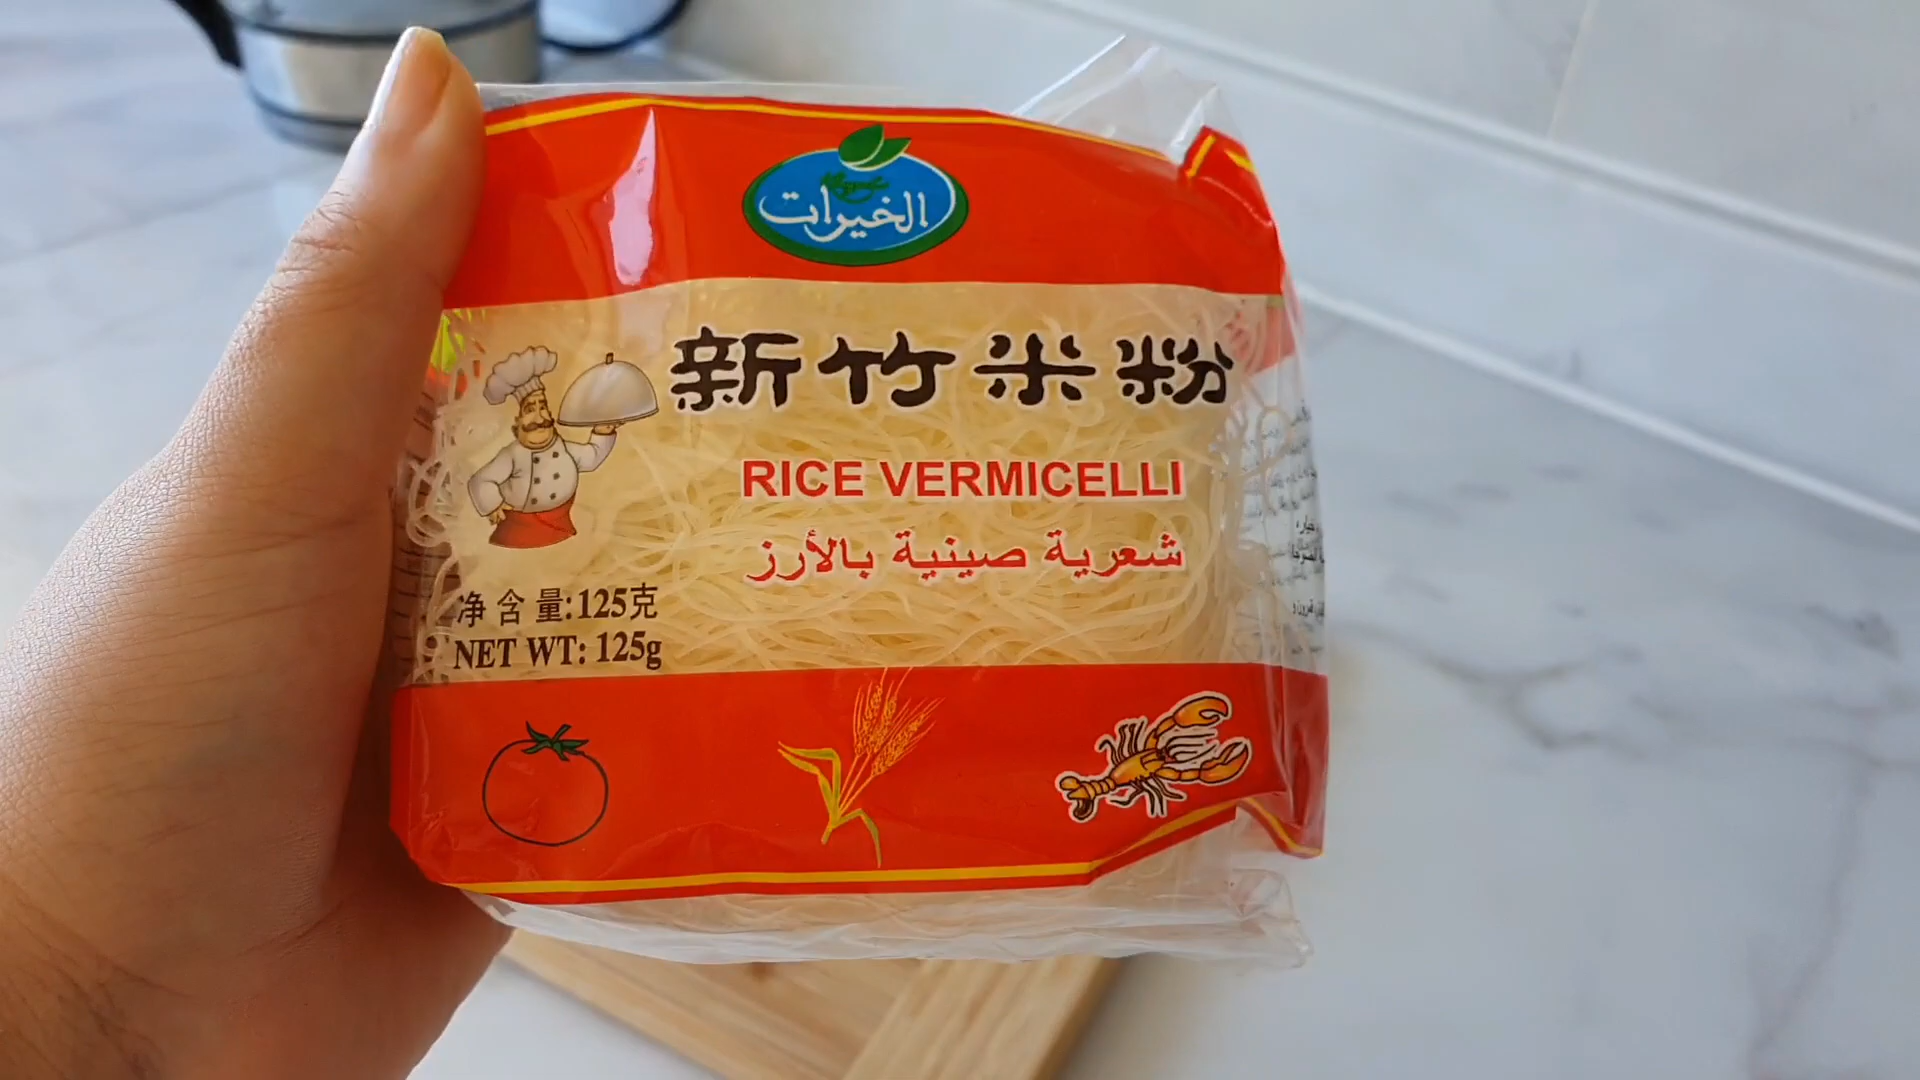 الخيرات
新竹米粉
RICE VERMICELLI
شعرية صينية بالأرز
净含量:125克
NET WT: 125g